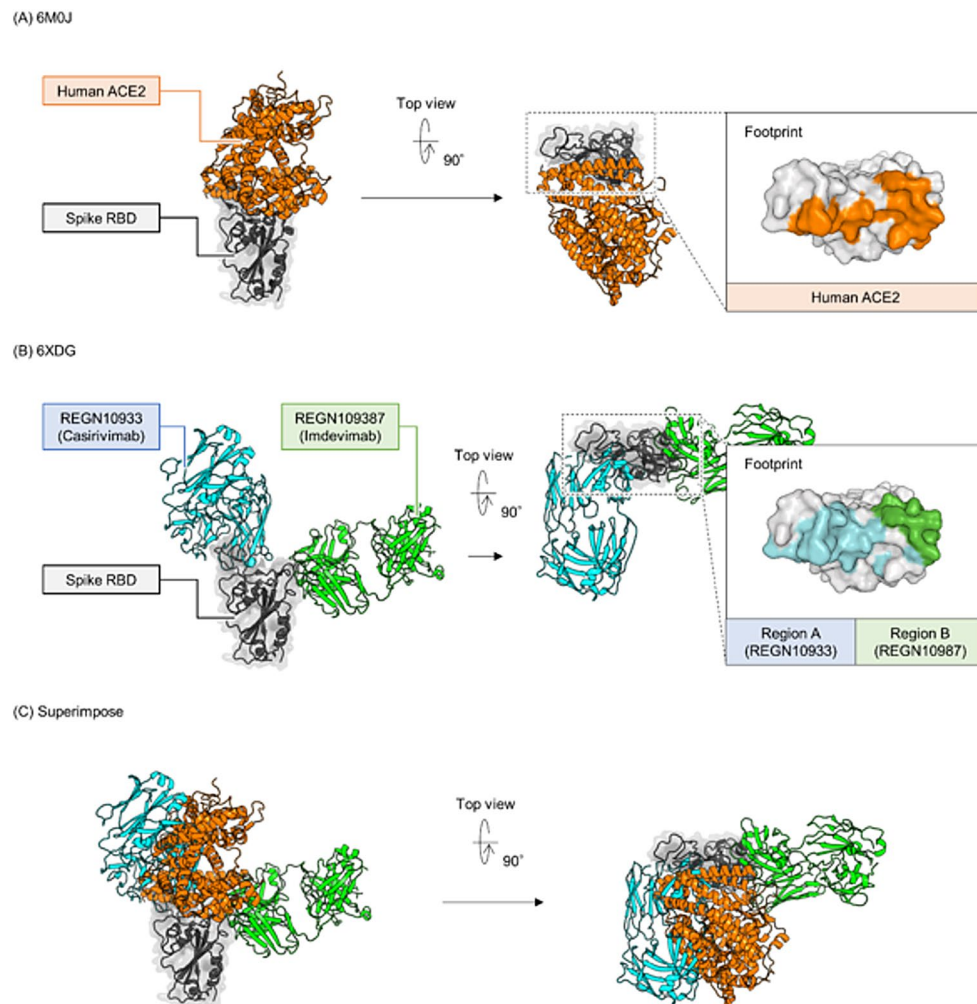 (A) 6M0J
Human ACE2
Top view
90°
Footprint
Spike RBD
Human ACE2
(B) 6XDG
REGN10933
(Casirivimab)
REGN109387
(Imdevimab)
Top view
90°
Footprint
Spike RBD
Region A
(REGN10933)
Region B
(REGN10987)
(C) Superimpose
Top view
90°